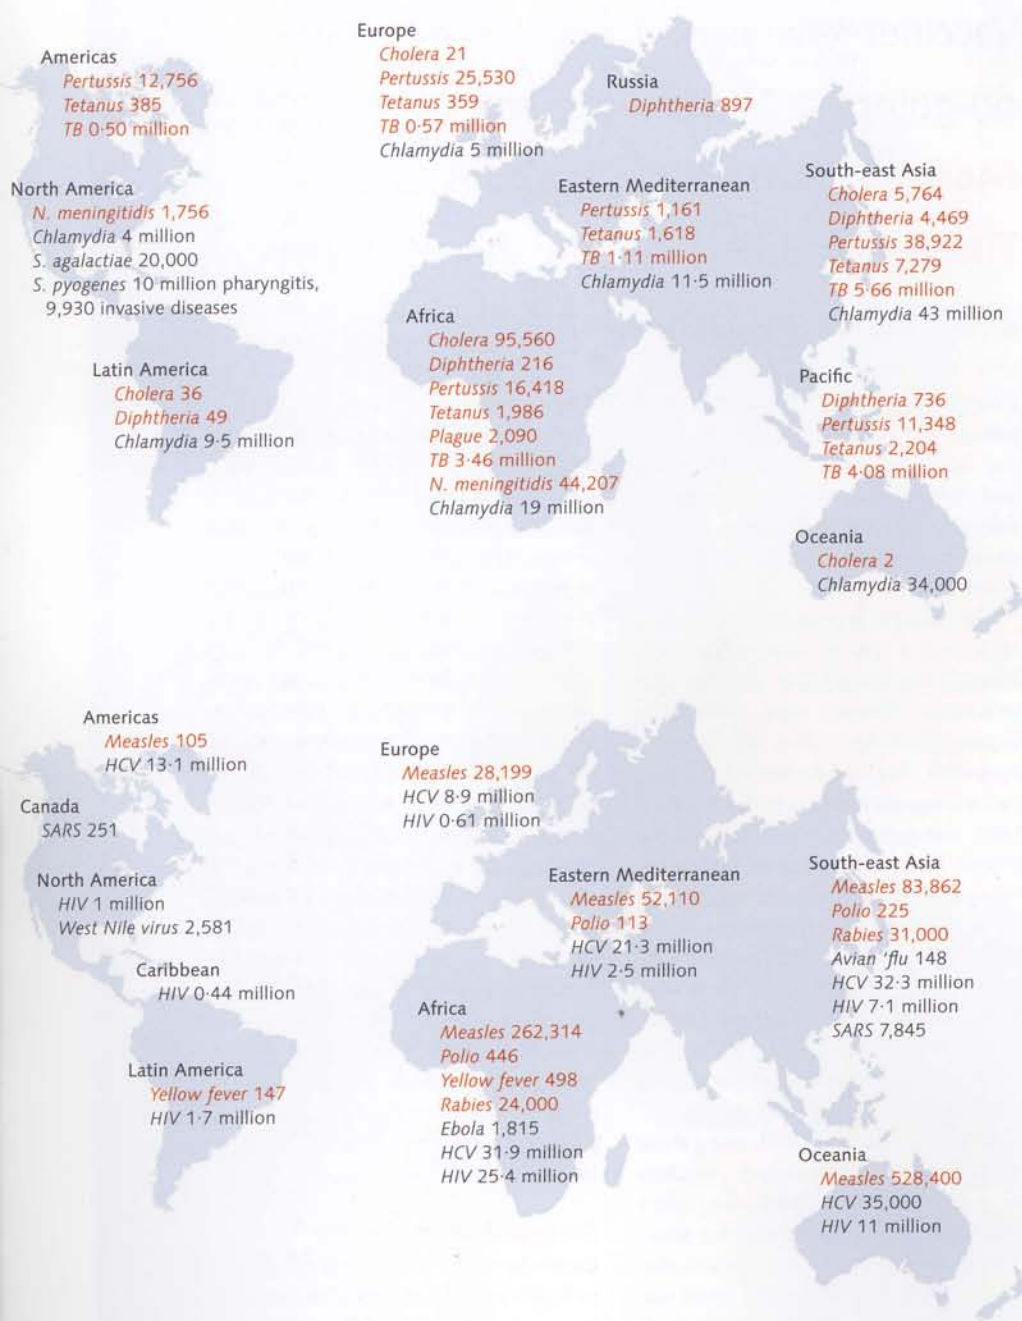 Americas
Pertussis 12,756
Tetanus 385
TB 0·50 million
Europe
Cholera 21
Pertussis 25,530
Tetanus 359
TB 0·57 million
Chlamydia 5 million
Russia
Diphtheria 897
North America
N. meningitidis 1,756
Chlamydia 4 million
S. agalactiae 20,000
S. pyogenes 10 million pharyngitis,
9,930 invasive diseases
Eastern Mediterranean
Pertussis 1,161
Tetanus 1,618
TB 1·11 million
Chlamydia 11·5 million
South-east Asia
Cholera 5,764
Diphtheria 4,469
Pertussis 38,922
Tetanus 7,279
TB 5·66 million
Chlamydia 43 million
Latin America
Cholera 36
Diphtheria 49
Chlamydia 9·5 million
Africa
Cholera 95,560
Diphtheria 216
Pertussis 16,418
Tetanus 1,986
Plague 2,090
TB 3·46 million
N. meningitidis 44,207
Chlamydia 19 million
Pacific
Diphtheria 736
Pertussis 11,348
Tetanus 2,204
TB 4·08 million
Oceania
Cholera 2
Chlamydia 34,000
Americas
Measles 105
HCV 13·1 million
Canada
SARS 251
North America
HIV 1 million
West Nile virus 2,581
Caribbean
HIV 0·44 million
Latin America
Yellow fever 147
HIV 1·7 million
Europe
Measles 28,199
HCV 8·9 million
HIV 0·61 million
Eastern Mediterranean
Measles 52,110
Polio 113
HCV 21·3 million
HIV 2·5 million
Africa
Measles 262,314
Polio 446
Yellow fever 498
Rabies 24,000
Ebola 1,815
HCV 31·9 million
HIV 25·4 million
South-east Asia
Measles 83,862
Polio 225
Rabies 31,000
Avian 'flu 148
HCV 32·3 million
HIV 7·1 million
SARS 7,845
Oceania
Measles 528,400
HCV 35,000
HIV 11 million